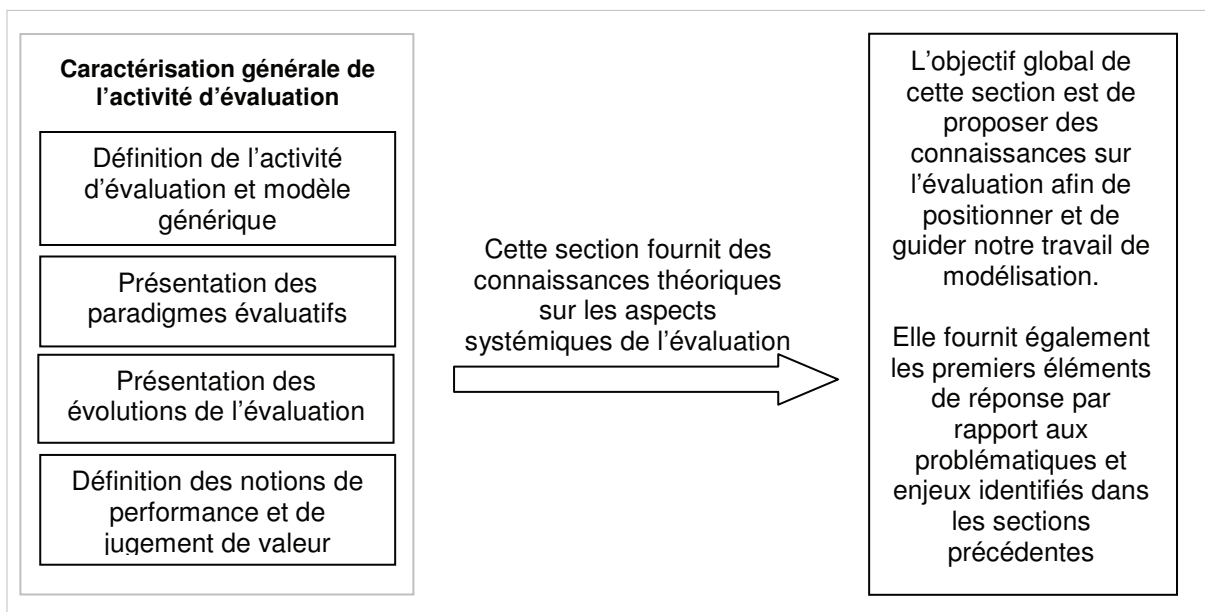 Caractérisation générale de
l'activité d'évaluation
Définition de l'activité
d'évaluation et modèle
générique
Présentation des
paradigmes évaluatifs
Présentation des
évolutions de l'évaluation
Définition des notions de
performance et de
jugement de valeur
Cette section fournit des
connaissances théoriques
sur les aspects
systémiques de l'évaluation
L'objectif global de
cette section est de
proposer des
connaissances sur
l'évaluation afin de
positionner et de
guider notre travail de
modélisation.
Elle fournit également
les premiers éléments
de réponse par
rapport aux
problématiques et
enjeux identifiés dans
les sections
précédentes